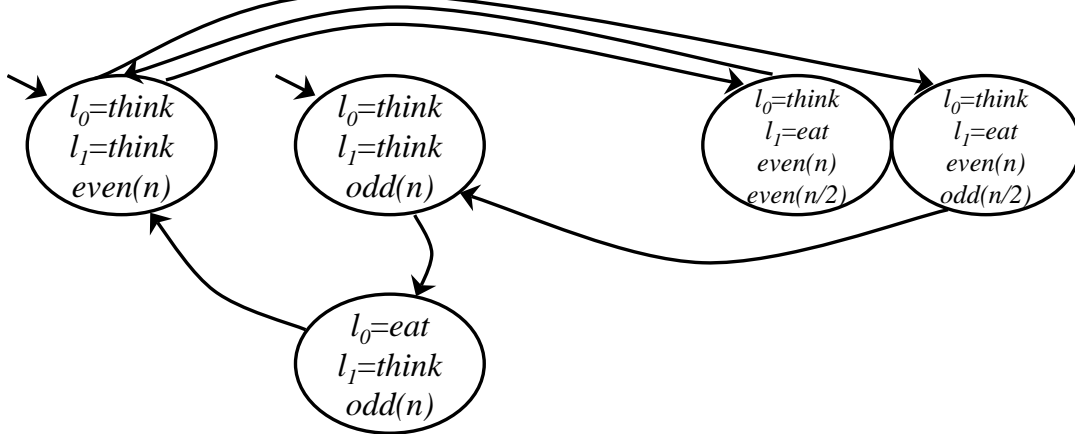 l₀=think
l₁=think
even(n)
l₀=think
l₁=think
odd(n)
l₀=think
l₁=eat
even(n)
even(n/2)
l₀=think
l₁=eat
even(n)
odd(n/2)
l₀=eat
l₁=think
odd(n)